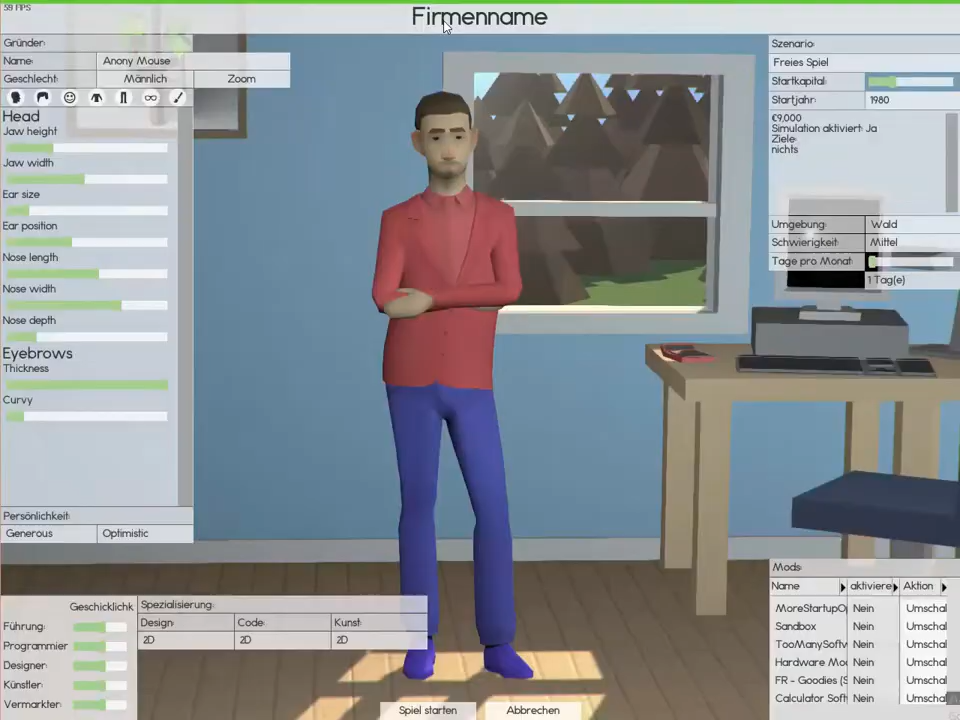 59 FPS
Firmenname
Gründer:
Name: Anony Mouse
Geschlecht: Männlich Zoom
Head
Jaw height
Jaw width
Ear size
Ear position
Nose length
Nose width
Nose depth
Eyebrows
Thickness
Curvy
Persönlichkeit:
Generous Optimistic
Geschicklichk
Führung:
Programmier
Designer:
Künstler:
Vermarkter:
Spezialisierung:
Design: Code: Kunst:
2D 2D 2D
Spiel starten Abbrechen
Szenario:
Freies Spiel
Startkapital:
Startjahr: 1980
€9,000
Simulation aktiviert: Ja
Ziele:
nichts
Umgebung: Wald
Schwierigkeit: Mittel
Tage pro Monat:
1 Tag(e)
Mods:
Name aktiviere Aktion
MoreStartupO Nein Umschal
Sandbox Nein Umschal
TooManySoftw Nein Umschal
Hardware Mo Nein Umschal
FR - Goodies (S Nein Umschal
Calculator Soft Nein Umschal